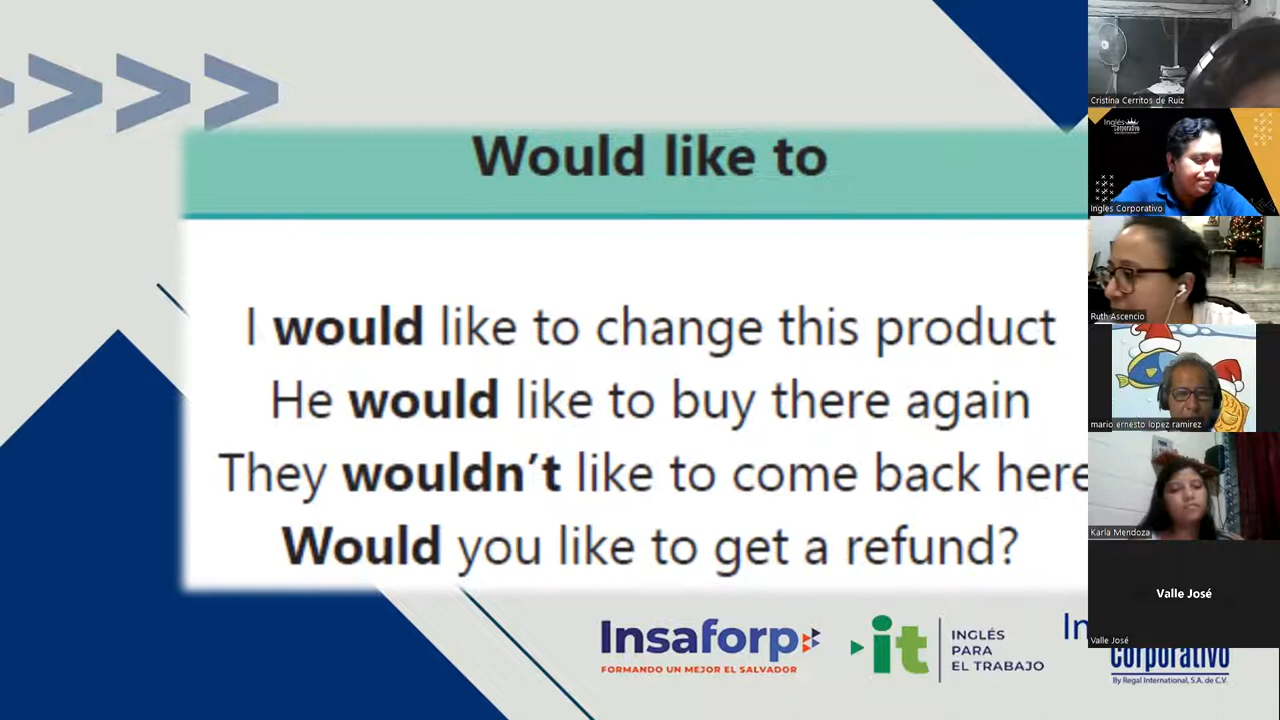 Would like to
I would like to change this product
He would like to buy there again
They wouldn't like to come back here
Would you like to get a refund?
Insaforp
FORMANDO UN MEJOR EL SALVADOR
it
INGLÉS
PARA
EL TRABAJO
In
corporativo
By Regal International, S.A. de C.V.
Cristina Cerritos de Ruiz
Inglés
Corporativo
Ingles Corporativo
Ruth Ascencio
mario ernesto lopez ramirez
Karla Mendoza
Valle José
Valle José